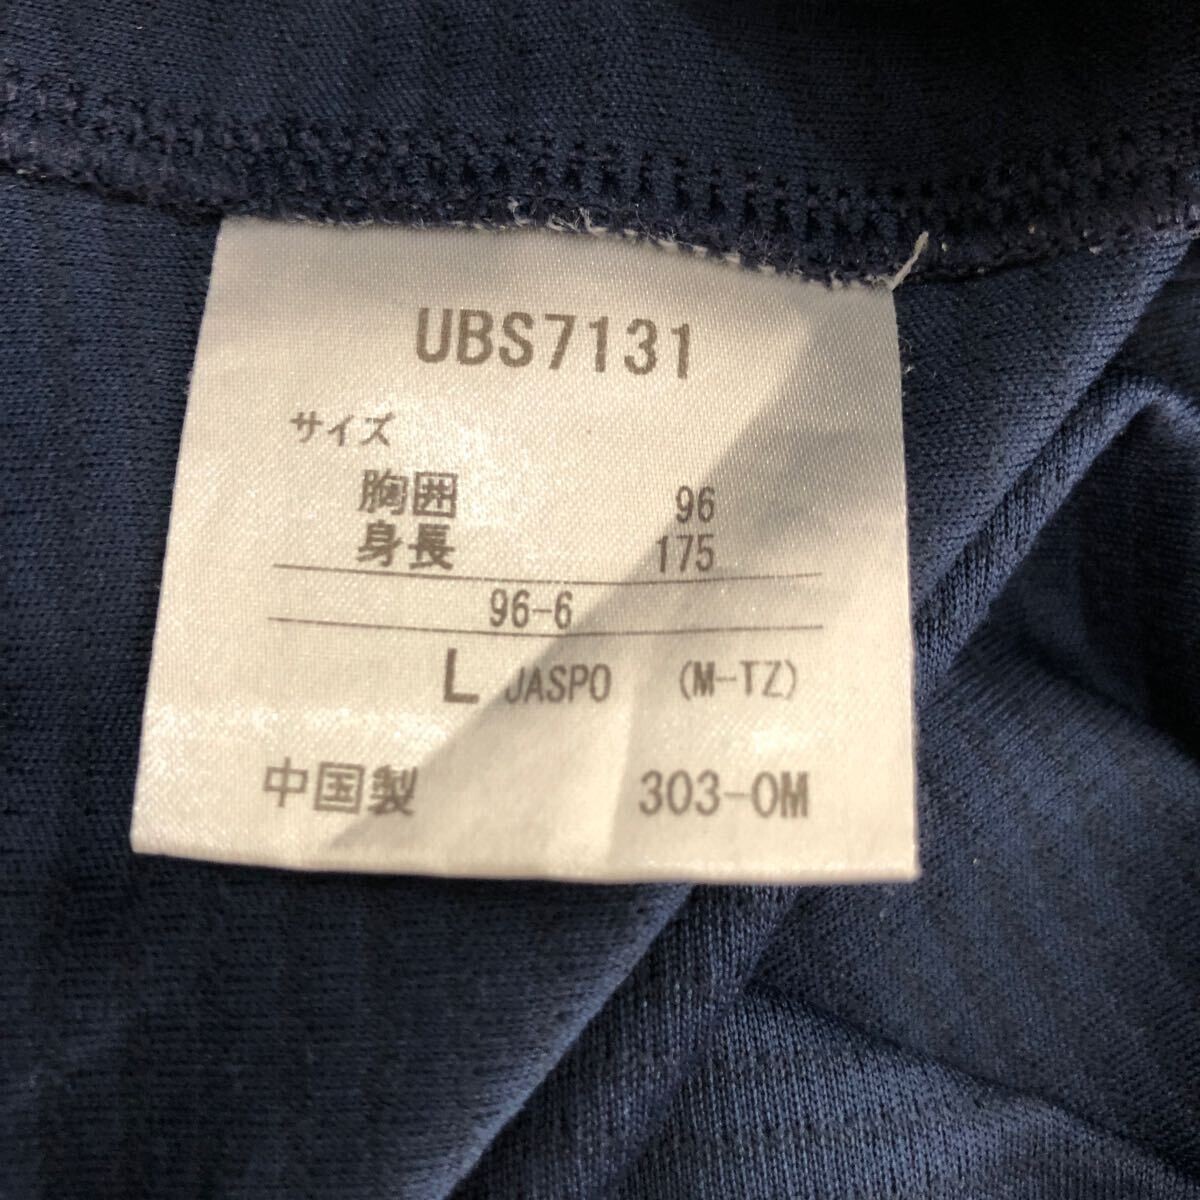 UBS7131
サイズ
胸囲 96
身長 175
96-6
L JASPO (M-TZ)
中国製 303-OM